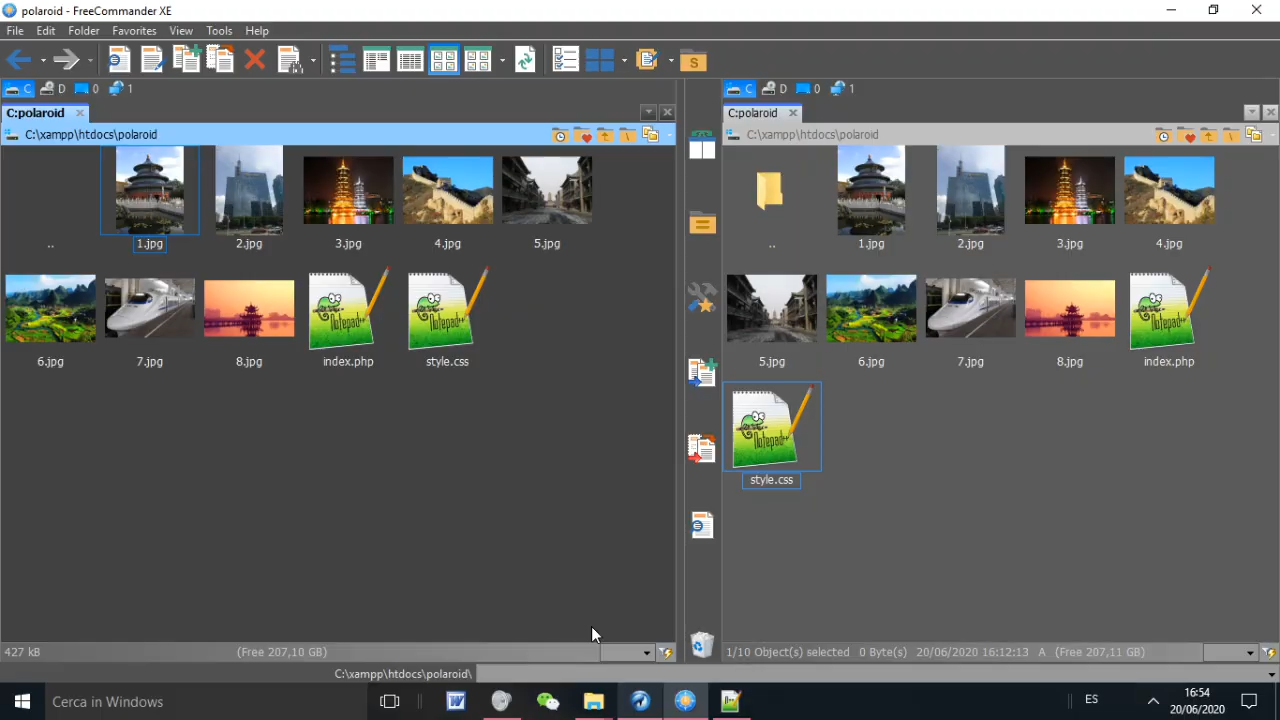 polaroid - FreeCommander XE
File Edit Folder Favorites View Tools Help
S
C D 0 1
C:polaroid
C:\xampp\htdocs\polaroid
.. 1.jpg 2.jpg 3.jpg 4.jpg 5.jpg
Notepad++ Notepad++
6.jpg 7.jpg 8.jpg index.php style.css
427 kB (Free 207,10 GB)
C D 0 1
C:polaroid
C:\xampp\htdocs\polaroid
.. 1.jpg 2.jpg 3.jpg 4.jpg
Notepad++
5.jpg 6.jpg 7.jpg 8.jpg index.php
Notepad++
style.css
1/10 Object(s) selected 0 Byte(s) 20/06/2020 16:12:13 A (Free 207,11 GB)
C:\xampp\htdocs\polaroid\
Cerca in Windows
W
ES
16:54
20/06/2020